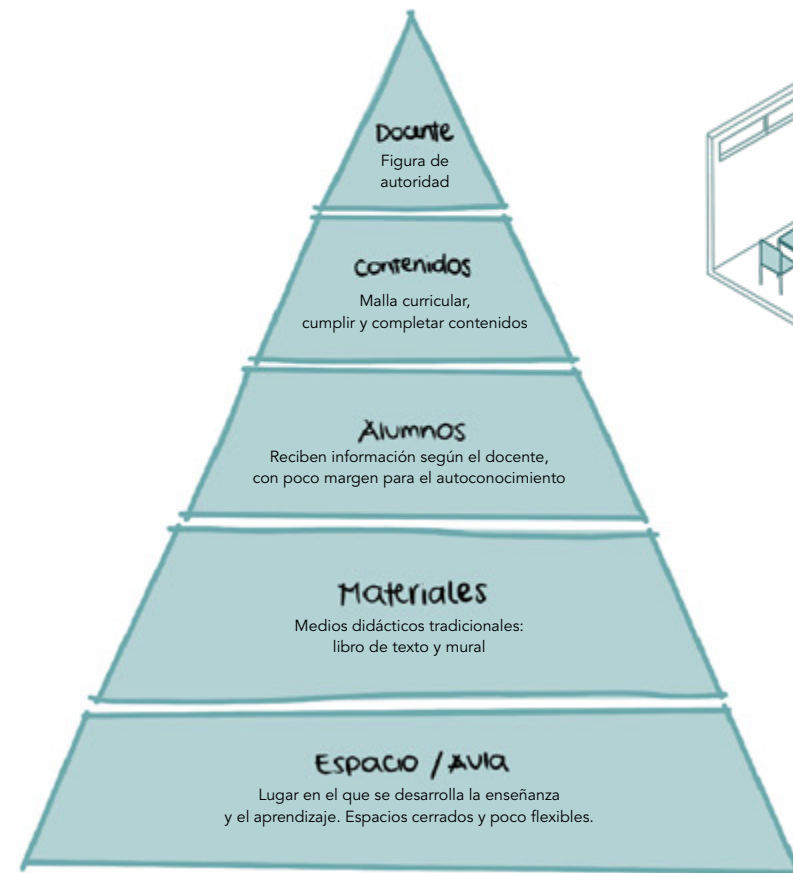 Docente
Figura de
autoridad
Contenidos
Malla curricular,
cumplir y completar contenidos
Alumnos
Reciben información según el docente,
con poco margen para el autoconocimiento
Materiales
Medios didácticos tradicionales:
libro de texto y mural
Espacio / Aula
Lugar en el que se desarrolla la enseñanza
y el aprendizaje. Espacios cerrados y poco flexibles.